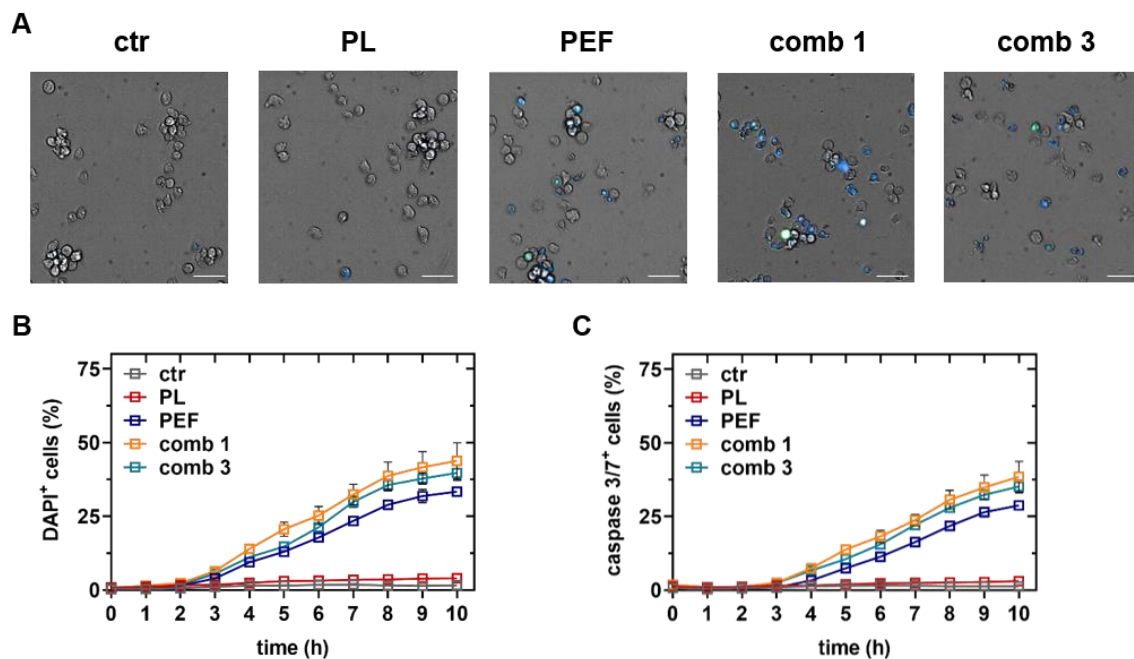 A
ctr PL PEF comb 1 comb 3
B
DAPI⁺ cells (%)
75
50
25
0
ctr
PL
PEF
comb 1
comb 3
0 1 2 3 4 5 6 7 8 9 10
time (h)
C
caspase 3/7⁺ cells (%)
75
50
25
0
ctr
PL
PEF
comb 1
comb 3
0 1 2 3 4 5 6 7 8 9 10
time (h)